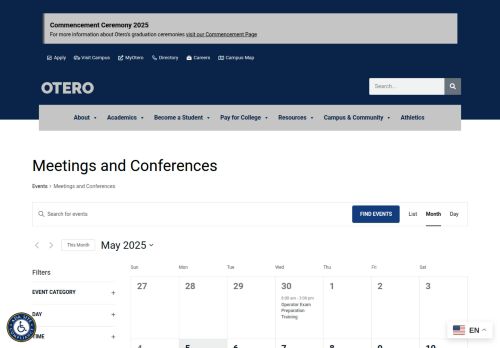 Commencement Ceremony 2025
For more information about Otero's graduation ceremonies visit our Commencement Page
Apply Visit Campus MyOtero Directory Careers Campus Map
OTERO
Search...
About Academics Become a Student Pay for College Resources Campus & Community Athletics
Meetings and Conferences
Events / Meetings and Conferences
Search for events FIND EVENTS List Month Day
This Month May 2025
Filters
Sun Mon Tue Wed Thu Fri Sat
EVENT CATEGORY +
DAY +
TIME +
27 28 29 30 1 2 3
8:00 am - 3:00 pm
Operator Exam
Preparation
Training
4 5 6 7 8 9 10
EN